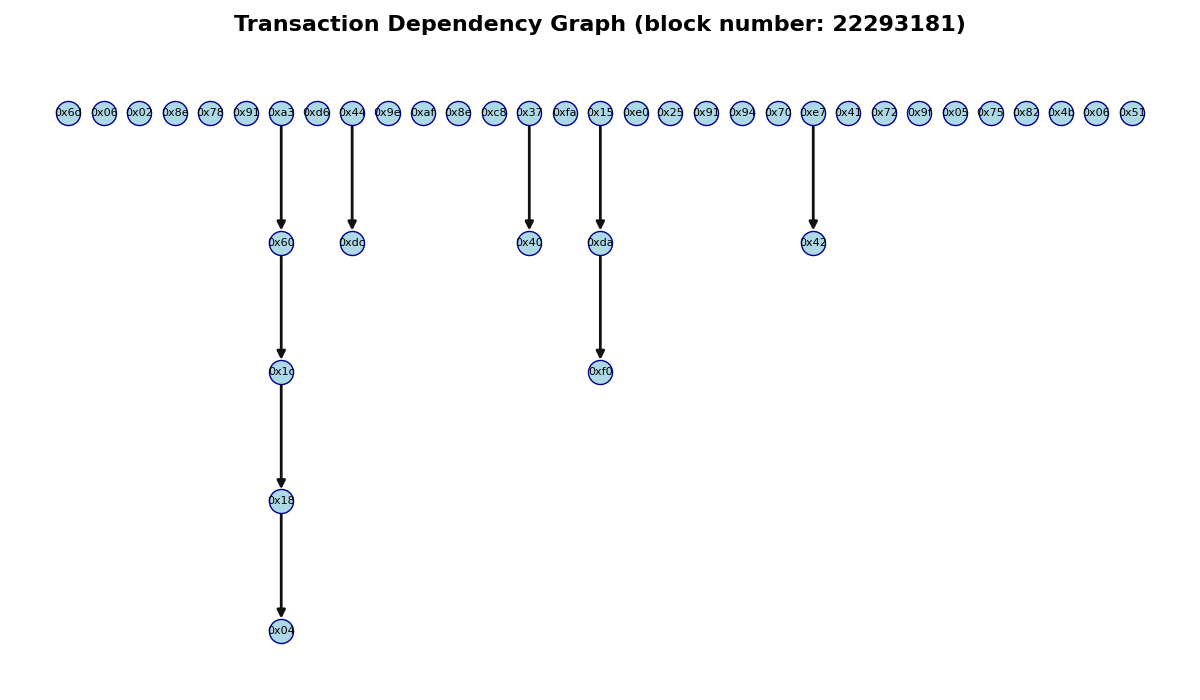 Transaction Dependency Graph (block number: 22293181)
0x6d 0x06 0x02 0x8e 0x78 0x91 0xa3 0xd6 0x44 0x9e 0xaf 0x8e 0xc8 0x37 0xfa 0x15 0xe0 0x25 0x91 0x94 0x70 0xe7 0x41 0x72 0x9f 0x05 0x75 0x82 0x4b 0x06 0x51
0x60 0xdc 0x40 0xda 0x42
0x1c 0xf0
0x18
0x04